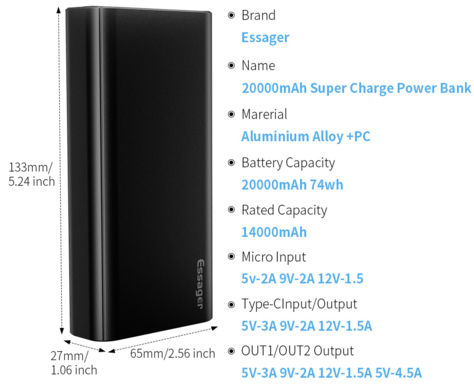 Brand
Essager
Name
20000mAh Super Charge Power Bank
Marerial
Aluminium Alloy +PC
Battery Capacity
20000mAh 74wh
Rated Capacity
14000mAh
Micro Input
5v-2A 9V-2A 12V-1.5
Type-CInput/Output
5V-3A 9V-2A 12V-1.5A
OUT1/OUT2 Output
5V-3A 9V-2A 12V-1.5A 5V-4.5A
133mm/
5.24 inch
27mm/
1.06 inch
65mm/2.56 inch
Essager